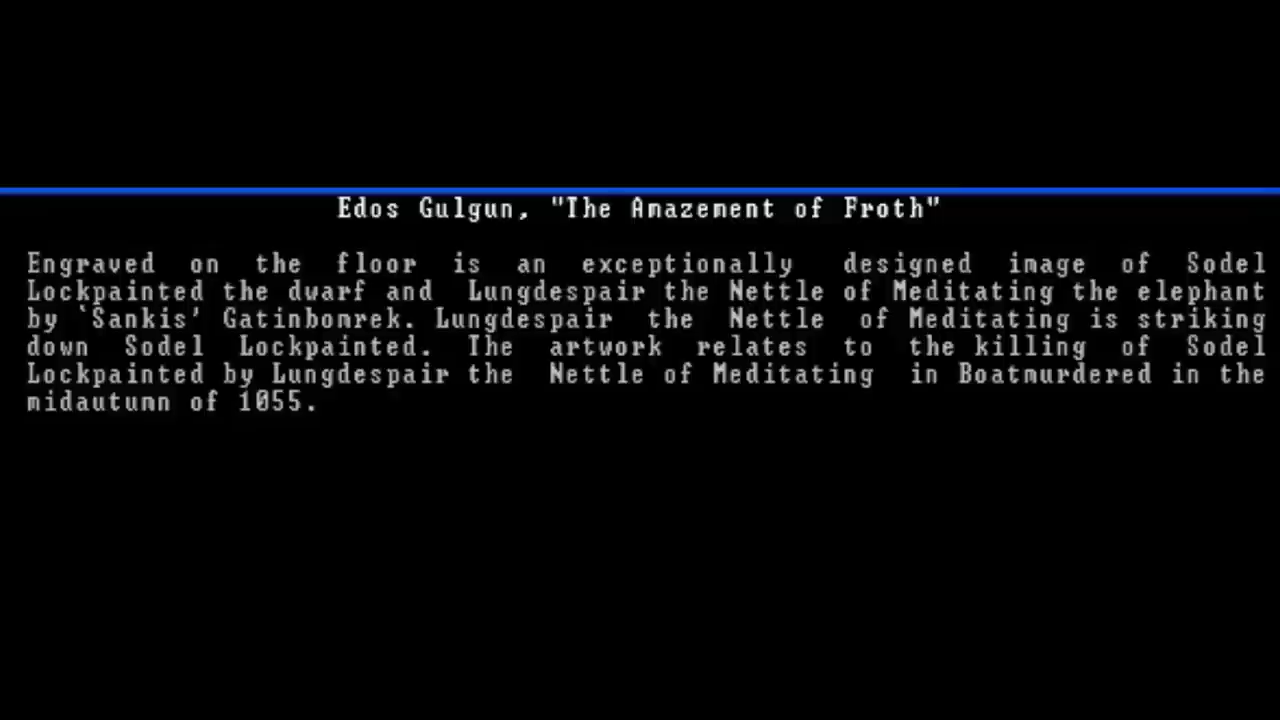 Edos Gulgun, "The Amazement of Froth"
Engraved on the floor is an exceptionally designed image of Sodel
Lockpainted the dwarf and Lungdespair the Nettle of Meditating the elephant
by `Sankis' Gatinbomrek. Lungdespair the Nettle of Meditating is striking
down Sodel Lockpainted. The artwork relates to the killing of Sodel
Lockpainted by Lungdespair the Nettle of Meditating in Boatmurdered in the
midautumn of 1055.